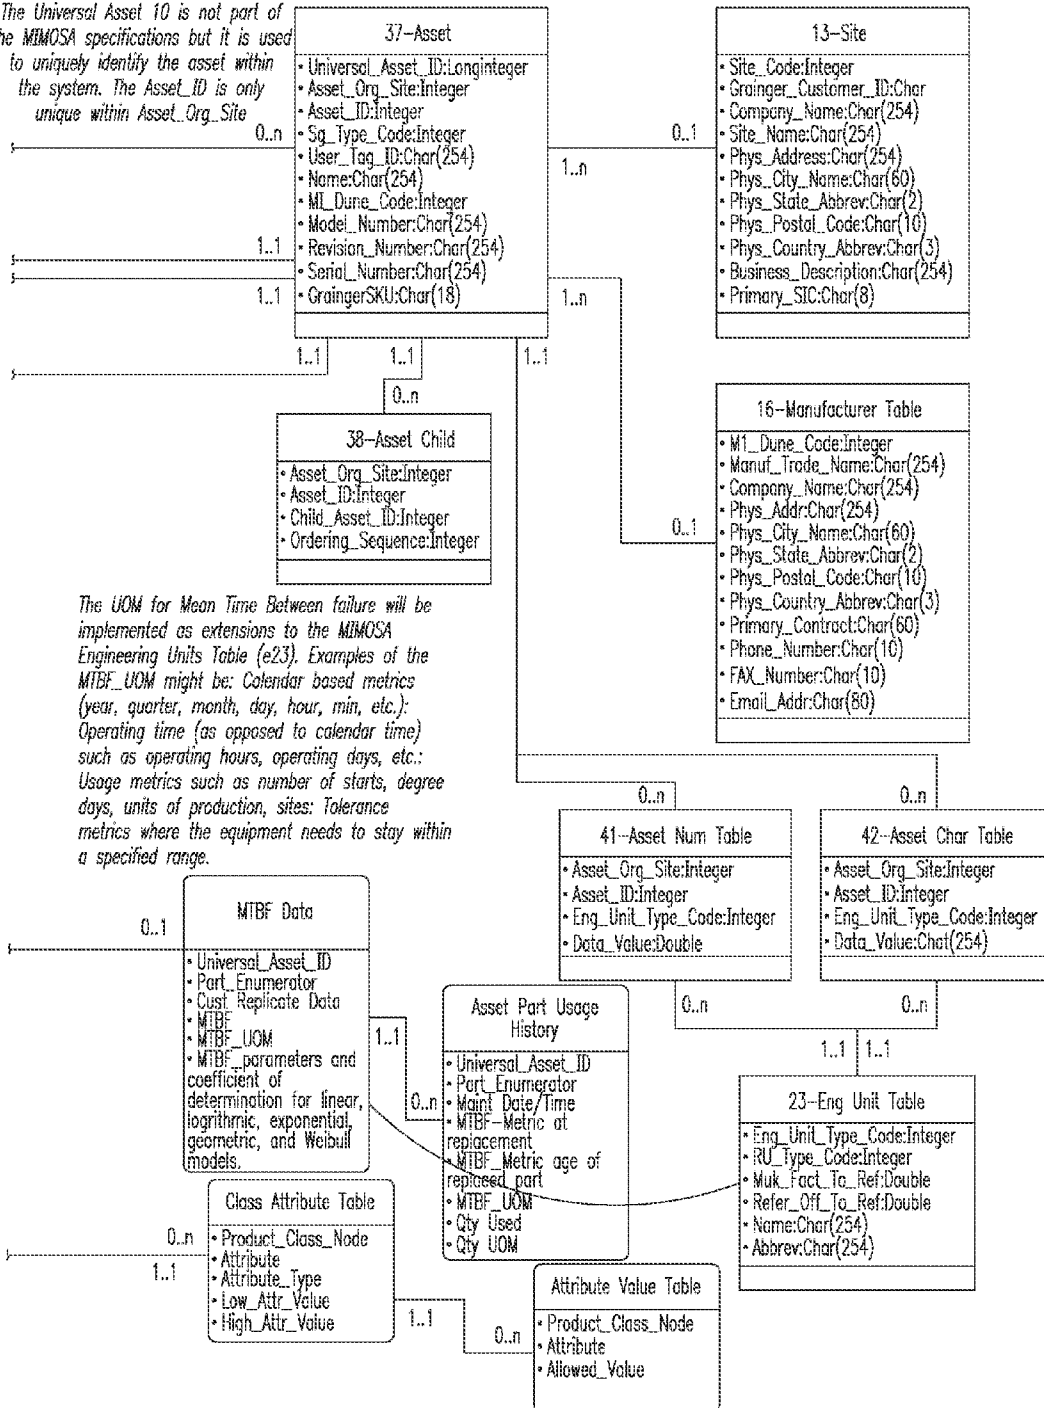 The Universal Asset 10 is not part of
he MIMOSA specifications but it is used
to uniquely identify the asset within
the system. The Asset_ID is only
unique within Asset_Org_Site
37-Asset
• Universal_Asset_ID:Longinteger
• Asset_Org_Site:Integer
• Asset_ID:Integer
• Sg_Type_Code:Integer
• User_Tag_ID:Char(254)
• Name:Char(254)
• MI_Dune_Code:Integer
• Model_Number:Char(254)
• Revision_Number:Char(254)
• Serial_Number:Char(254)
• GraingerSKU:Char(18)
0..n
1..1
1..1
1..n
0..1
1..n
1..1
1..1
1..1
13-Site
• Site_Code:Integer
• Grainger_Customer_ID:Char
• Company_Name:Char(254)
• Site_Name:Char(254)
• Phys_Address:Char(254)
• Phys_City_Name:Char(60)
• Phys_State_Abbrev:Char(2)
• Phys_Postal_Code:Char(10)
• Phys_Country_Abbrev:Char(3)
• Business_Description:Char(254)
• Primary_SIC:Char(8)
0..n
38-Asset Child
• Asset_Org_Site:Integer
• Asset_ID:Integer
• Child_Asset_ID:Integer
• Ordering_Sequence:Integer
16-Manufacturer Table
• M1_Dune_Code:Integer
• Manuf_Trade_Name:Char(254)
• Company_Name:Char(254)
• Phys_Addr:Char(254)
• Phys_City_Name:Char(60)
• Phys_State_Abbrev:Char(2)
• Phys_Postal_Code:Char(10)
• Phys_Country_Abbrev:Char(3)
• Primary_Contract:Char(60)
• Phone_Number:Char(10)
• FAX_Number:Char(10)
• Email_Addr:Char(80)
0..1
The UOM for Mean Time Between failure will be
implemented as extensions to the MIMOSA
Engineering Units Table (e23). Examples of the
MTBF_UOM might be: Calendar based metrics
(year, quarter, month, day, hour, min, etc.):
Operating time (as opposed to calendar time)
such as operating hours, operating days, etc.:
Usage metrics such as number of starts, degree
days, units of production, sites: Tolerance
metrics where the equipment needs to stay within
a specified range.
0..n
0..n
41-Asset Num Table
• Asset_Org_Site:Integer
• Asset_ID:Integer
• Eng_Unit_Type_Code:Integer
• Data_Value:Double
42-Asset Char Table
• Asset_Org_Site:Integer
• Asset_ID:Integer
• Eng_Unit_Type_Code:Integer
• Data_Value:Chat(254)
0..n
0..n
1..1
1..1
0..1
MTBF Data
• Universal_Asset_ID
• Part_Enumerator
• Cust Replicate Data
• MTBF
• MTBF_UOM
• MTBF_parameters and
coefficient of
determination for linear,
logrithmic, exponential,
geometric, and Weibull
models.
1..1
0..n
Asset Part Usage
History
• Universal_Asset_ID
• Part_Enumerator
• Maint Date/Time
• MTBF-Metric at
replacement
• MTBF_Metric age of
replaced part
• MTBF_UOM
• Qty Used
• Qty UOM
23-Eng Unit Table
• Eng_Unit_Type_Code:Integer
• RU_Type_Code:Integer
• Muk_Fact_To_Ref:Double
• Refer_Off_To_Ref:Double
• Name:Char(254)
• Abbrev:Char(254)
0..n
1..1
Class Attribute Table
• Product_Class_Node
• Attribute
• Attribute_Type
• Low_Attr_Value
• High_Attr_Value
1..1
0..n
Attribute Value Table
• Product_Class_Node
• Attribute
• Allowed_Value